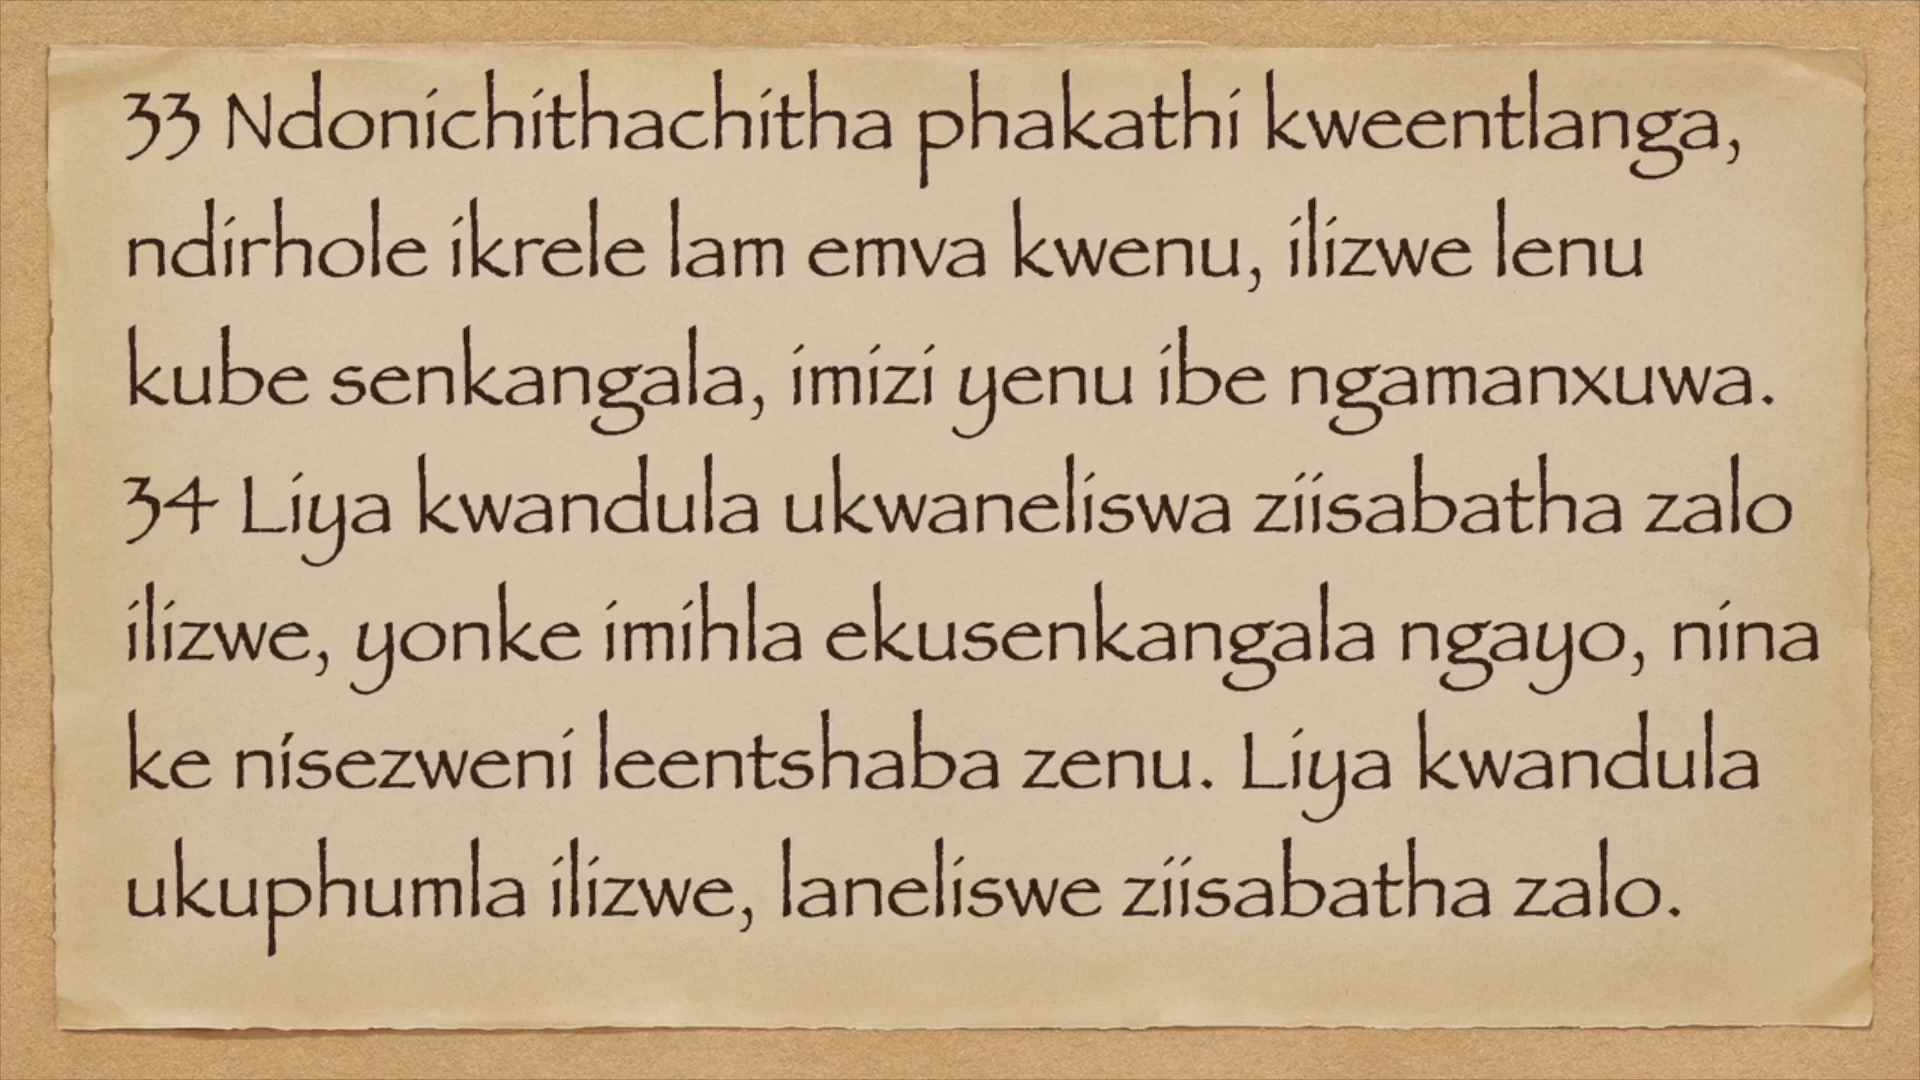 33 Ndonichithachitha phakathi kweentlanga,
ndirhole ikrele lam emva kwenu, ilizwe lenu
kube senkangala, imizi yenu ibe ngamanxuwa.
34 Liya kwandula ukwaneliswa ziisabatha zalo
ilizwe, yonke imihla ekusenkangala ngayo, nina
ke nisezweni leentshaba zenu. Liya kwandula
ukuphumla ilizwe, laneliswe ziisabatha zalo.